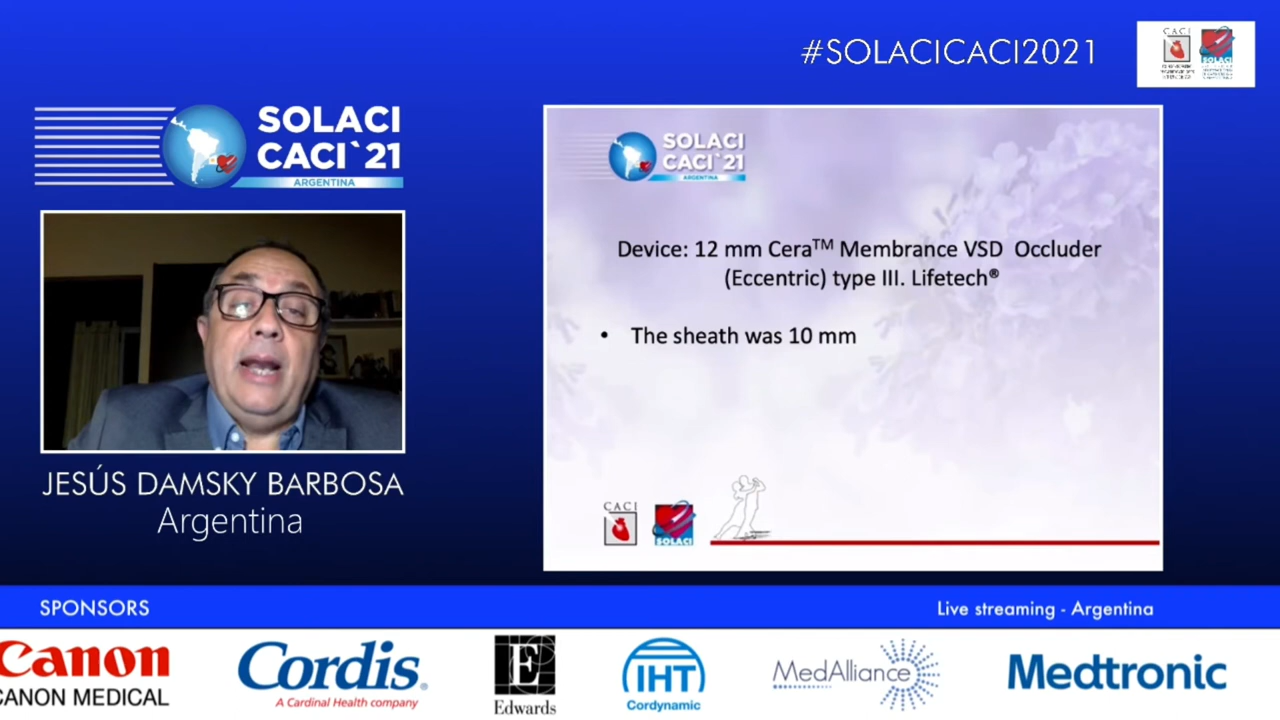 #SOLACICACI2021
CACI
SOLACI
SOLACI
CACI`21
ARGENTINA
SOLACI
CACI`21
ARGENTINA
Device: 12 mm Cera™ Membrance VSD Occluder
(Eccentric) type III. Lifetech®
• The sheath was 10 mm
CACI
SOLACI
JESÚS DAMSKY BARBOSA
Argentina
SPONSORS
Live streaming - Argentina
Canon
CANON MEDICAL
Cordis®
A Cardinal Health company
E
Edwards
IHT
Cordynamic
MedAlliance
Medtronic